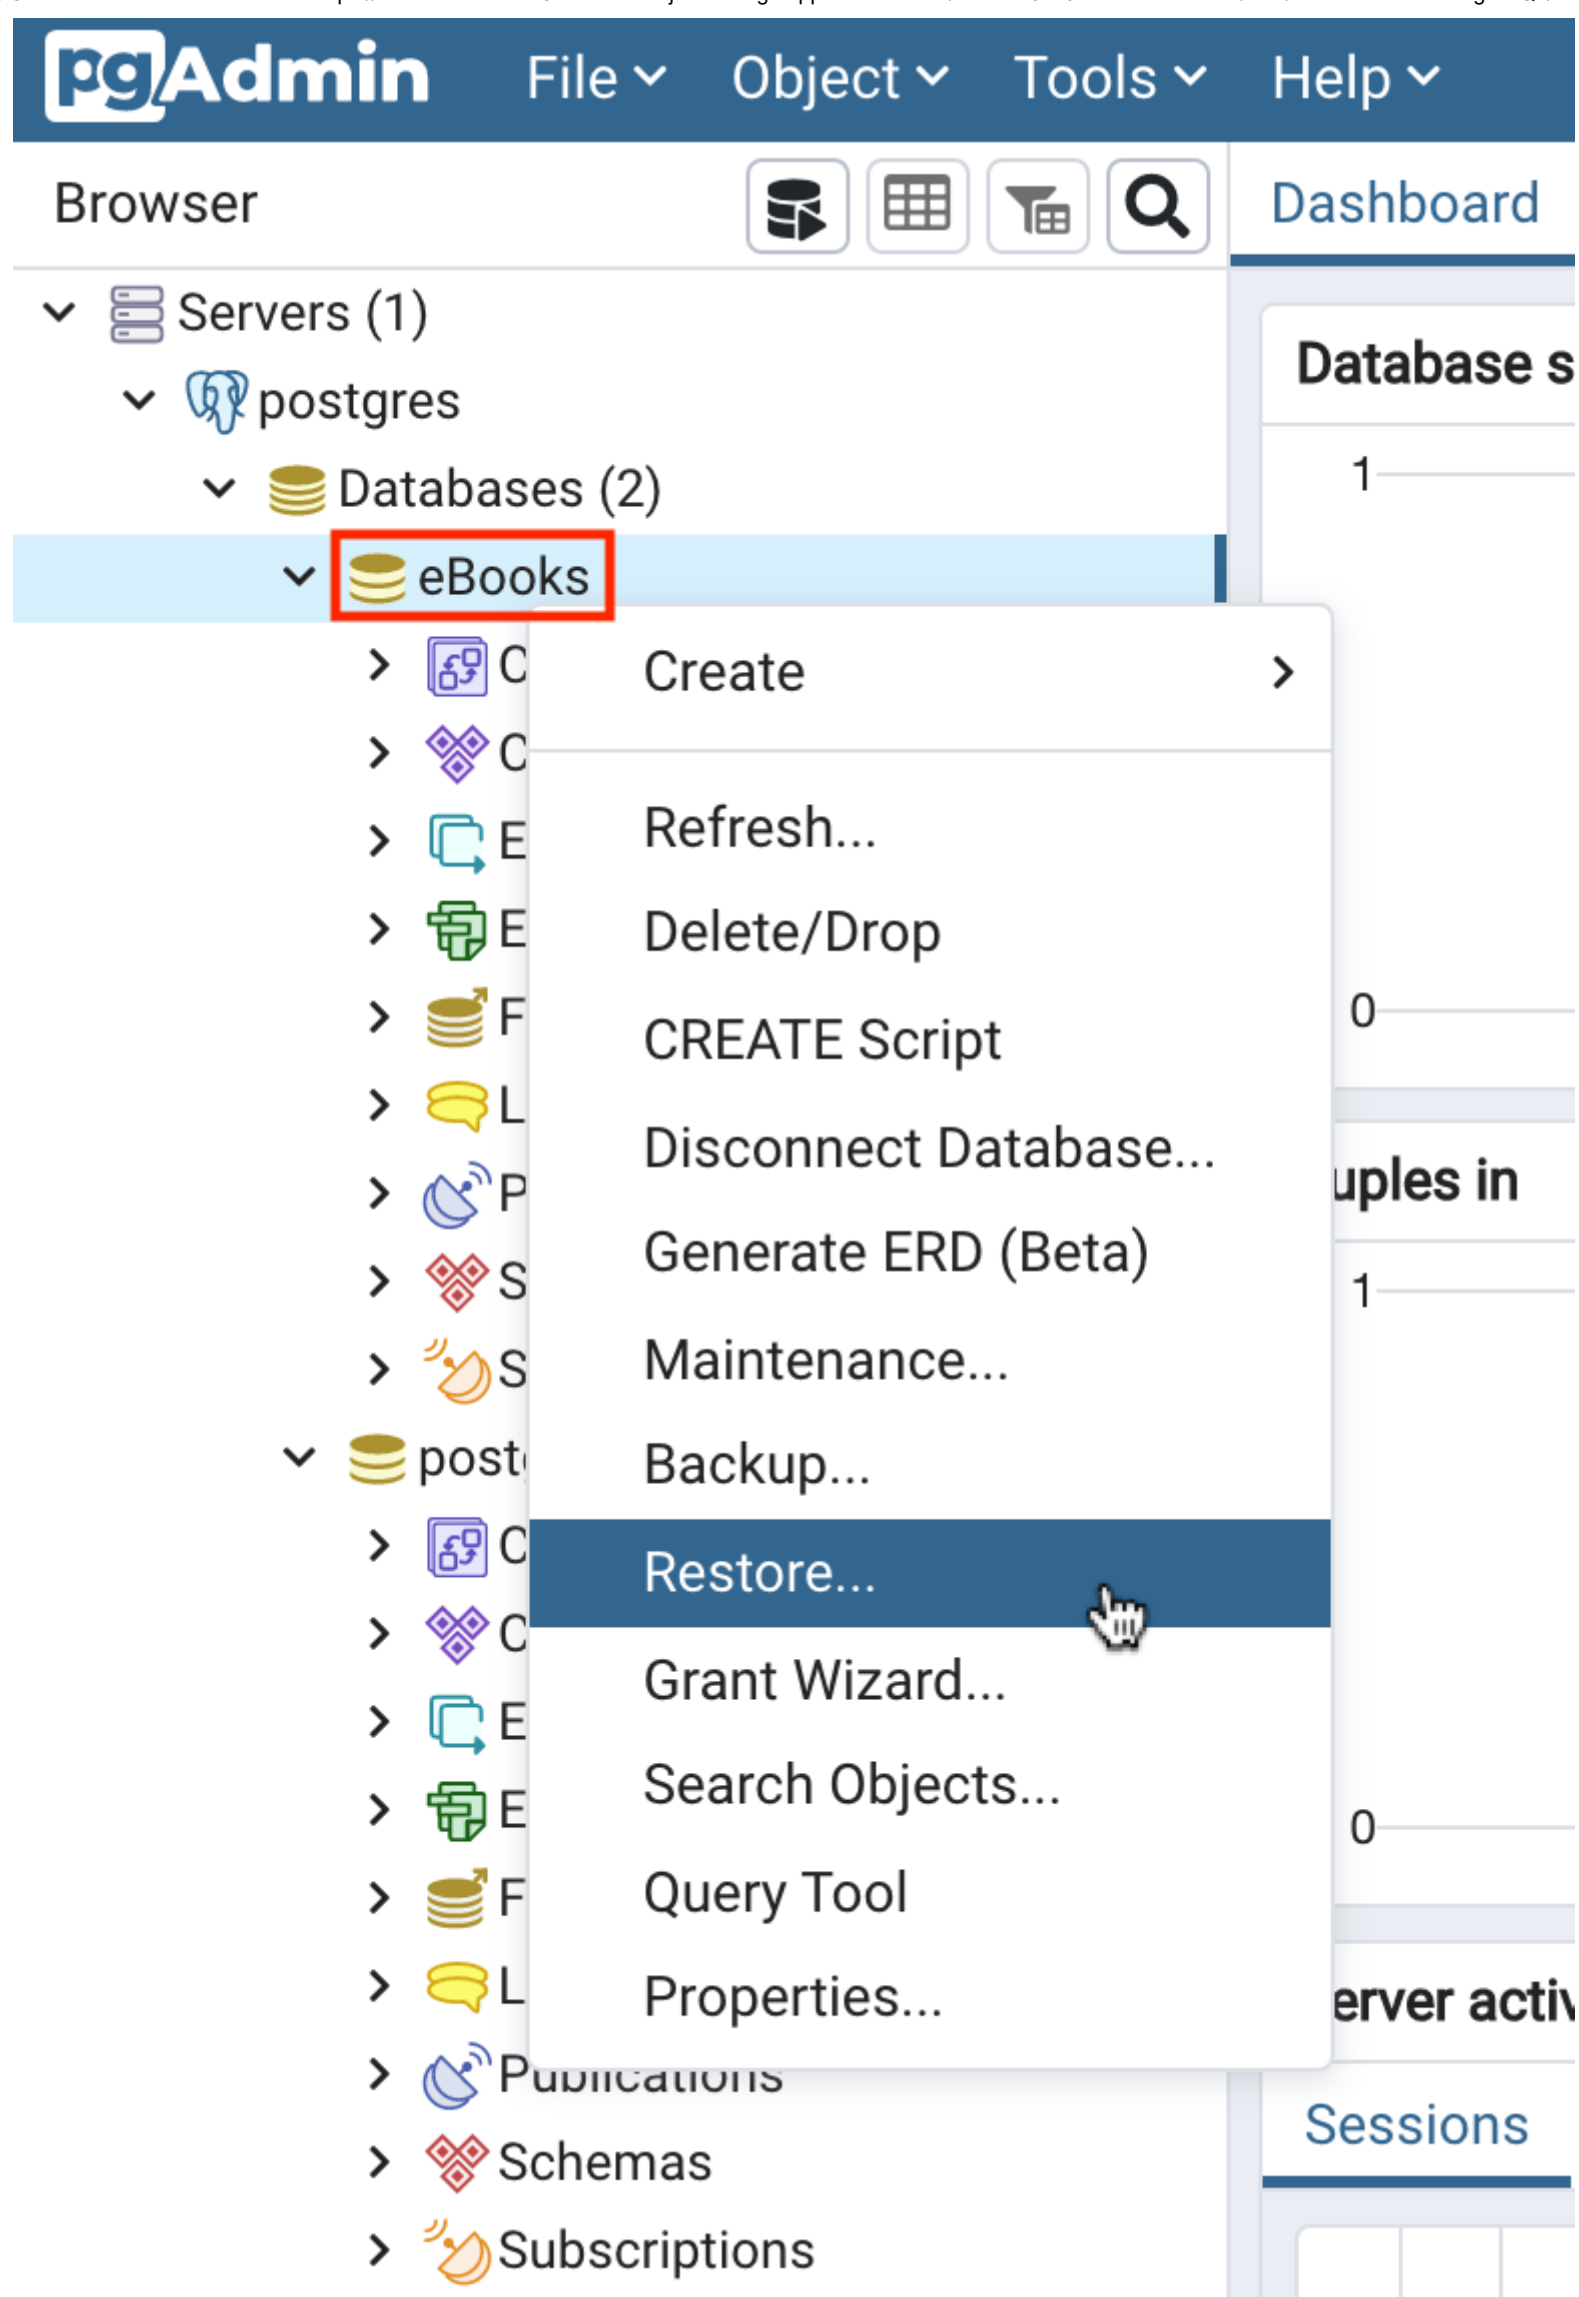 pgAdmin File Object Tools Help
Browser Dashboard
Servers (1)
postgres
Databases (2)
eBooks
Create
Refresh...
Delete/Drop
CREATE Script
Disconnect Database...
Generate ERD (Beta)
Maintenance...
Backup...
Restore...
Grant Wizard...
Search Objects...
Query Tool
Properties...
C
C
E
E
F
L
P
S
S
post
C
C
E
E
F
L
Publications
Schemas
Subscriptions
Database s
1
0
uples in
1
0
erver activ
Sessions